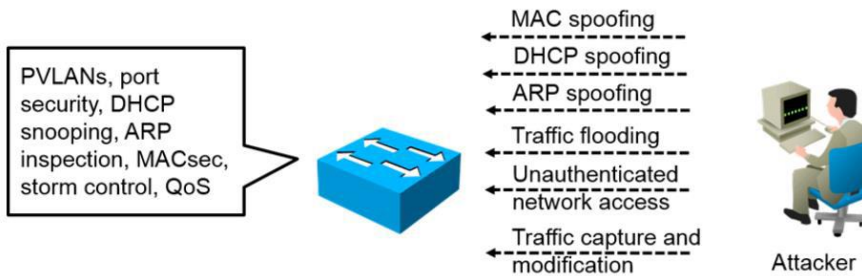 PVLANs, port
security, DHCP
snooping, ARP
inspection, MACsec,
storm control, QoS
MAC spoofing
DHCP spoofing
ARP spoofing
Traffic flooding
Unauthenticated
network access
Traffic capture and
modification
Attacker